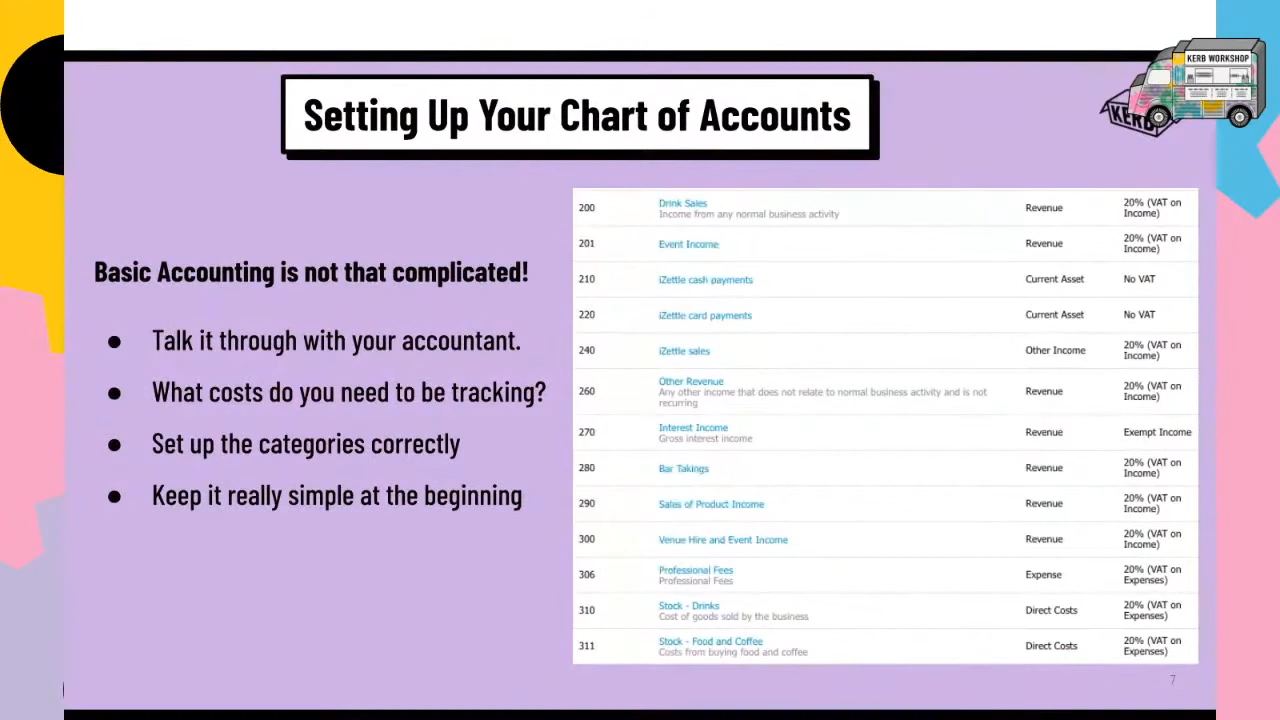 KERB WORKSHOP
KERB
Setting Up Your Chart of Accounts
Basic Accounting is not that complicated!
● Talk it through with your accountant.
● What costs do you need to be tracking?
● Set up the categories correctly
● Keep it really simple at the beginning
200 Drink Sales Revenue 20% (VAT on
Income from any normal business activity Income)
201 Event Income Revenue 20% (VAT on
Income)
210 iZettle cash payments Current Asset No VAT
220 iZettle card payments Current Asset No VAT
240 iZettle sales Other Income 20% (VAT on
Income)
260 Other Revenue Revenue 20% (VAT on
Any other income that does not relate to normal business activity and is not Income)
recurring
270 Interest Income Revenue Exempt Income
Gross interest income
280 Bar Takings Revenue 20% (VAT on
Income)
290 Sales of Product Income Revenue 20% (VAT on
Income)
300 Venue Hire and Event Income Revenue 20% (VAT on
Income)
306 Professional Fees Expense 20% (VAT on
Professional Fees Expenses)
310 Stock - Drinks Direct Costs 20% (VAT on
Cost of goods sold by the business Expenses)
311 Stock - Food and Coffee Direct Costs 20% (VAT on
Costs from buying food and coffee Expenses)
7